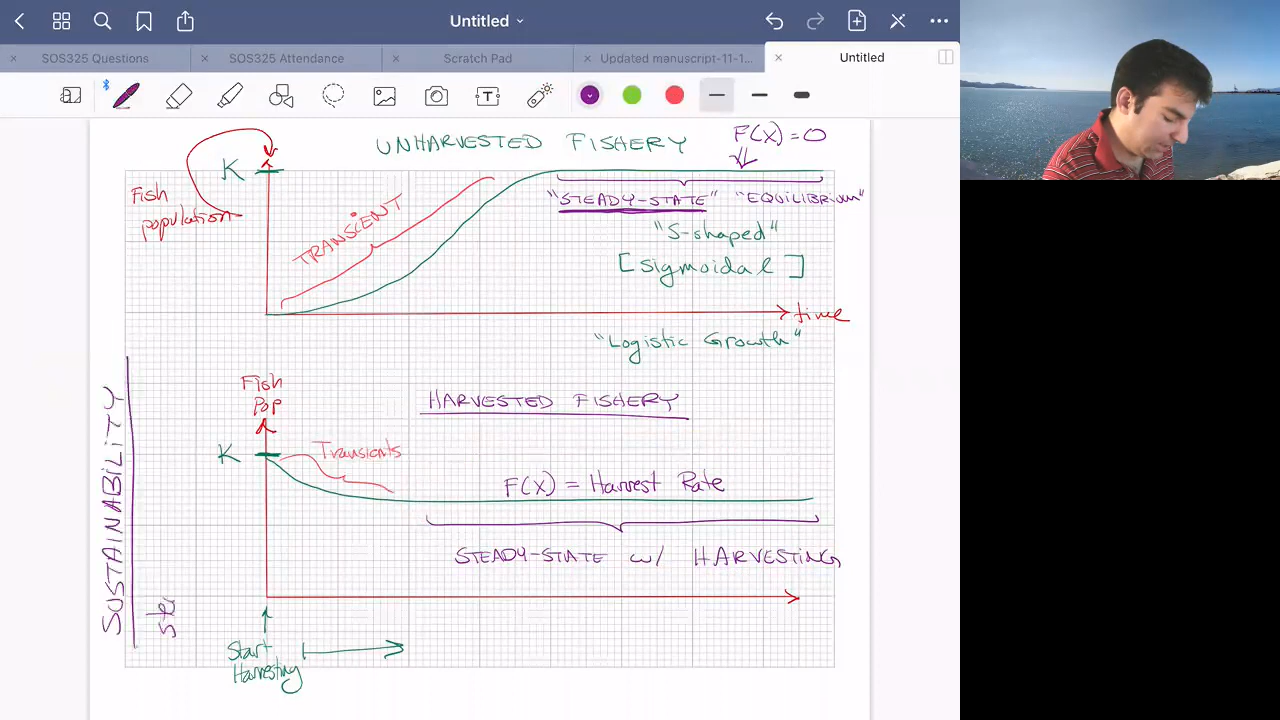 Untitled
SOS325 Questions
SOS325 Attendance
Scratch Pad
Updated manuscript-11-1...
Untitled
UNHARVESTED FISHERY
F(X) = 0
K
Fish
population
TRANSIENT
"STEADY-STATE" "EQUILIBRIUM"
"S-shaped"
[Sigmoidal]
time
"Logistic Growth"
Fish
Pop
HARVESTED FISHERY
K
Transients
F(X) = Harvest Rate
STEADY-STATE w/ HARVESTING
SUSTAINABILITY
Ste
Start
Harvesting